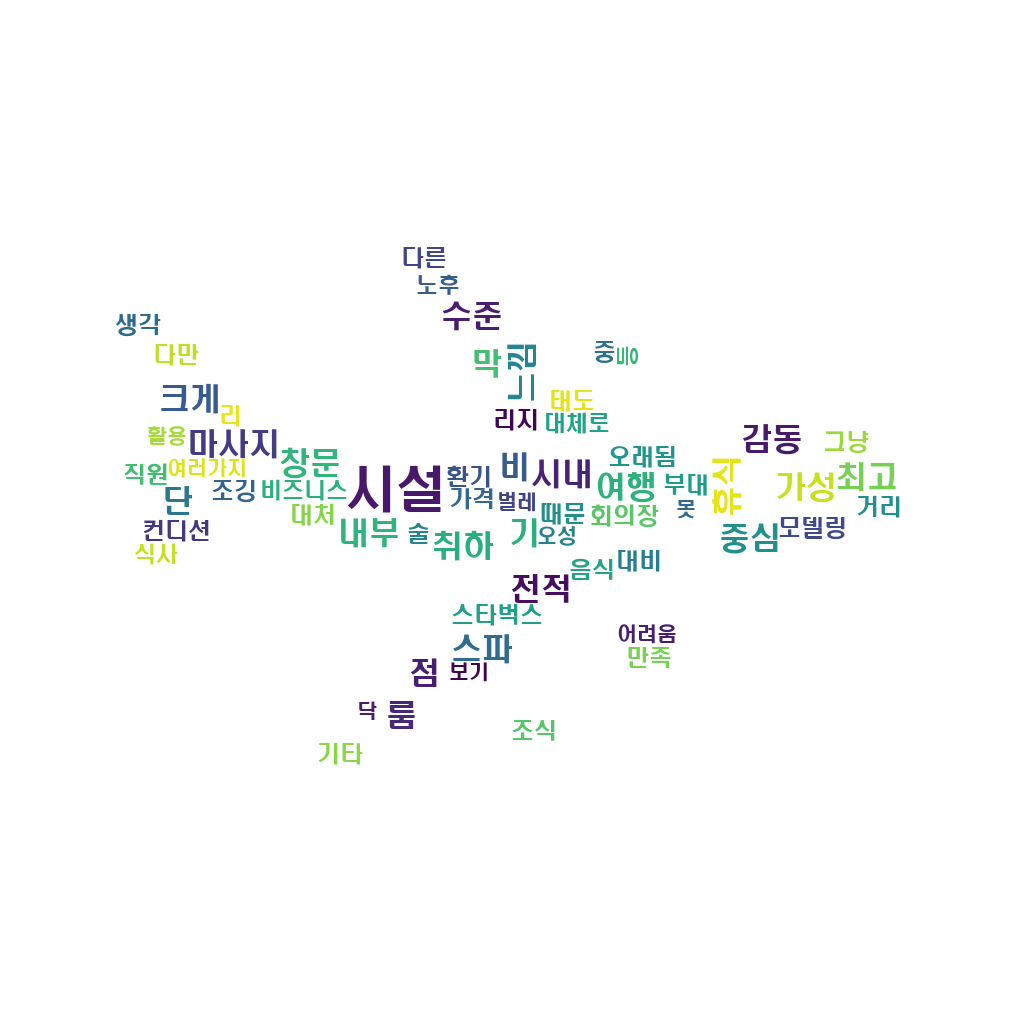 다른
노후
수준
생각
다만
막
느낌
중
등
크게
리
태도
리지
대체로
활용
마사지
감동
그냥
직원
여러가지
창문
시설
환기
비
시내
오래됨
여행
부대
휴식
가성
최고
단
조깅
비즈니스
가격
벌레
때문
회의장
못
거리
대처
컨디션
내부
술
취하
기
오성
중심
모델링
식사
음식
대비
전적
스타벅스
어려움
스파
만족
점
보기
닥
룸
조식
기타